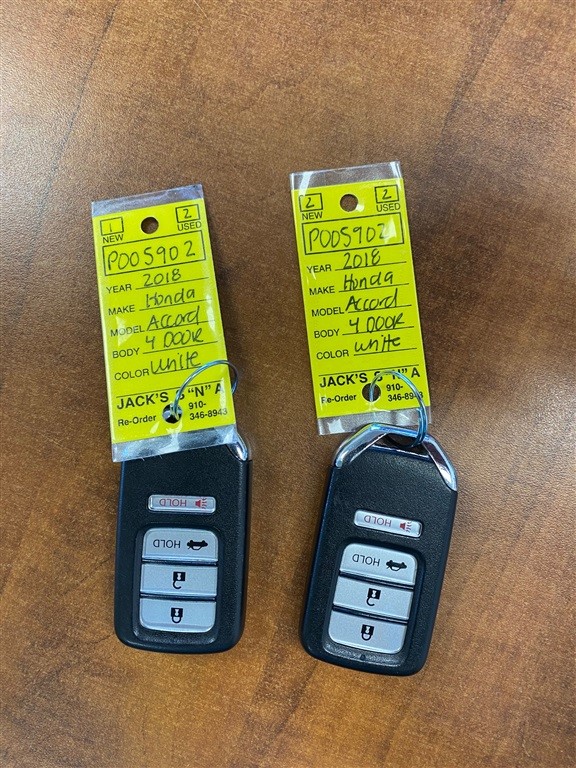 1 2
NEW USED
P005902
YEAR 2018
MAKE Honda
MODEL Accord
BODY 4 DOOR
COLOR White
JACK'S S "N" A
Re-Order 910-
346-8943
HOLD
HOLD
2 2
NEW USED
P005902
YEAR 2018
MAKE Honda
MODEL Accord
BODY 4 DOOR
COLOR White
JACK'S S "N" A
Re-Order 910-
346-8943
HOLD
HOLD